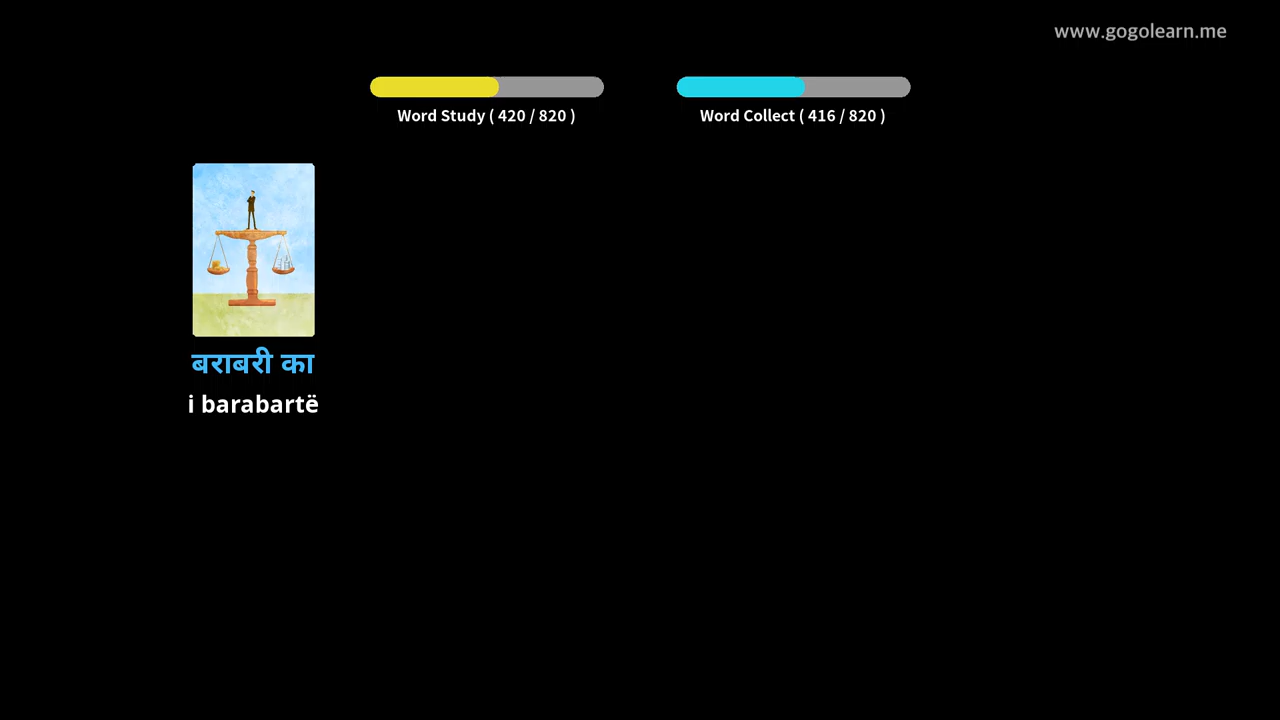 www.gogolearn.me
Word Study ( 420 / 820 )
Word Collect ( 416 / 820 )
बराबरी का
i barabartë